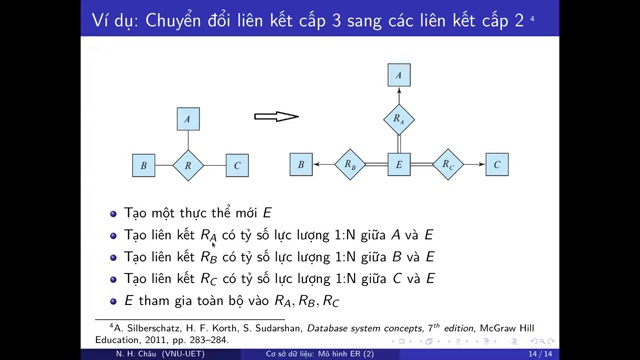 Ví dụ: Chuyển đổi liên kết cấp 3 sang các liên kết cấp 2 4
A
R_A
A
B
R
C
B
R_B
E
R_C
C
Tạo một thực thể mới E
Tạo liên kết R_A có tỷ số lực lượng 1:N giữa A và E
Tạo liên kết R_B có tỷ số lực lượng 1:N giữa B và E
Tạo liên kết R_C có tỷ số lực lượng 1:N giữa C và E
E tham gia toàn bộ vào R_A, R_B, R_C
4A. Silberschatz, H. F. Korth, S. Sudarshan, Database system concepts, 7th edition, McGraw Hill
Education, 2011, pp. 283–284.
N. H. Châu (VNU-UET)
Cơ sở dữ liệu: Mô hình ER (2)
14 / 14